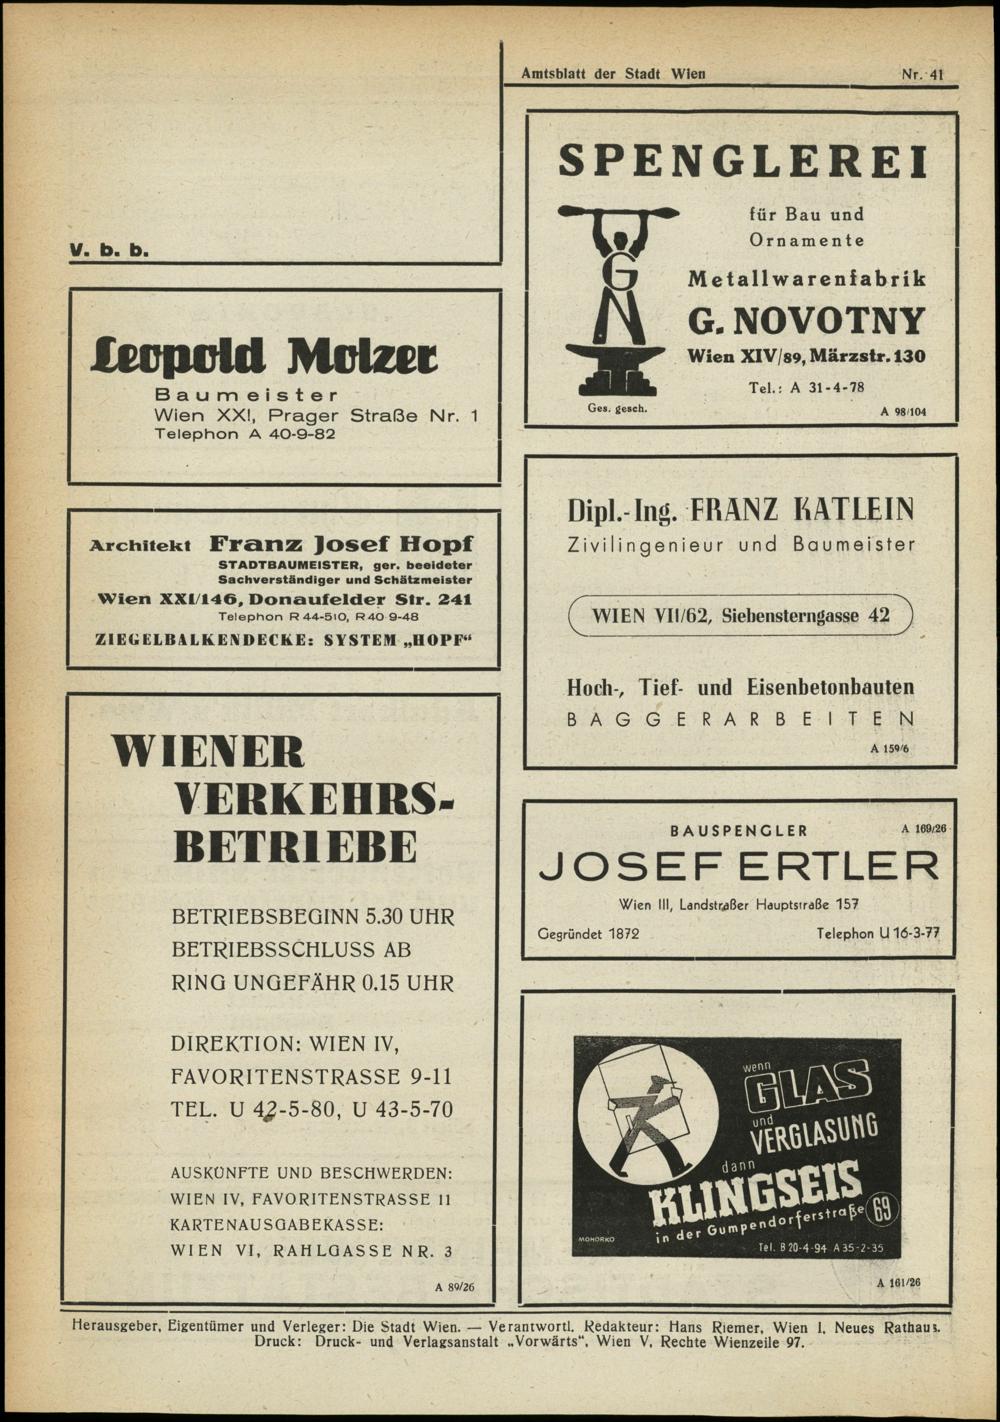 Amtsblatt der Stadt Wien Nr. 41
V. b. b.
Leopold Molzer
Baumeister
Wien XXI, Prager Straße Nr. 1
Telephon A 40-9-82
Architekt Franz Josef Hopf
STADTBAUMEISTER, ger. beeideter
Sachverständiger und Schätzmeister
Wien XXI/146, Donaufelder Str. 241
Telephon R 44-510, R 40-9-48
ZIEGELBALKENDECKE: SYSTEM „HOPF“
WIENER
VERKEHRS-
BETRIEBE
BETRIEBSBEGINN 5.30 UHR
BETRIEBSSCHLUSS AB
RING UNGEFÄHR 0.15 UHR
DIREKTION: WIEN IV,
FAVORITENSTRASSE 9-11
TEL. U 42-5-80, U 43-5-70
AUSKÜNFTE UND BESCHWERDEN:
WIEN IV, FAVORITENSTRASSE 11
KARTENAUSGABEKASSE:
WIEN VI, RAHLGASSE NR. 3
A 89/26
SPENGLEREI
für Bau und
Ornamente
Metallwarenfabrik
G. NOVOTNY
Wien XIV/89, Märzstr. 130
Tel.: A 31-4-78
G
N
Ges. gesch.
A 98/104
Dipl.-Ing. FRANZ KATLEIN
Zivilingenieur und Baumeister
WIEN VII/62, Siebensterngasse 42
Hoch-, Tief- und Eisenbetonbauten
BAGGERARBEITEN
A 159/6
BAUSPENGLER A 169/26
JOSEF ERTLER
Wien III, Landstraßer Hauptstraße 157
Gegründet 1872 Telephon U 16-3-77
wenn
GLAS
und
VERGLASUNG
dann
KLINGSEIS
in der Gumpendorferstraße 69
MOHORKO
Tel. B 20-4-94 A 35-2-35
A 161/26
Herausgeber, Eigentümer und Verleger: Die Stadt Wien. — Verantwortl. Redakteur: Hans Riemer, Wien I, Neues Rathaus.
Druck: Druck- und Verlagsanstalt „Vorwärts“, Wien V, Rechte Wienzeile 97.